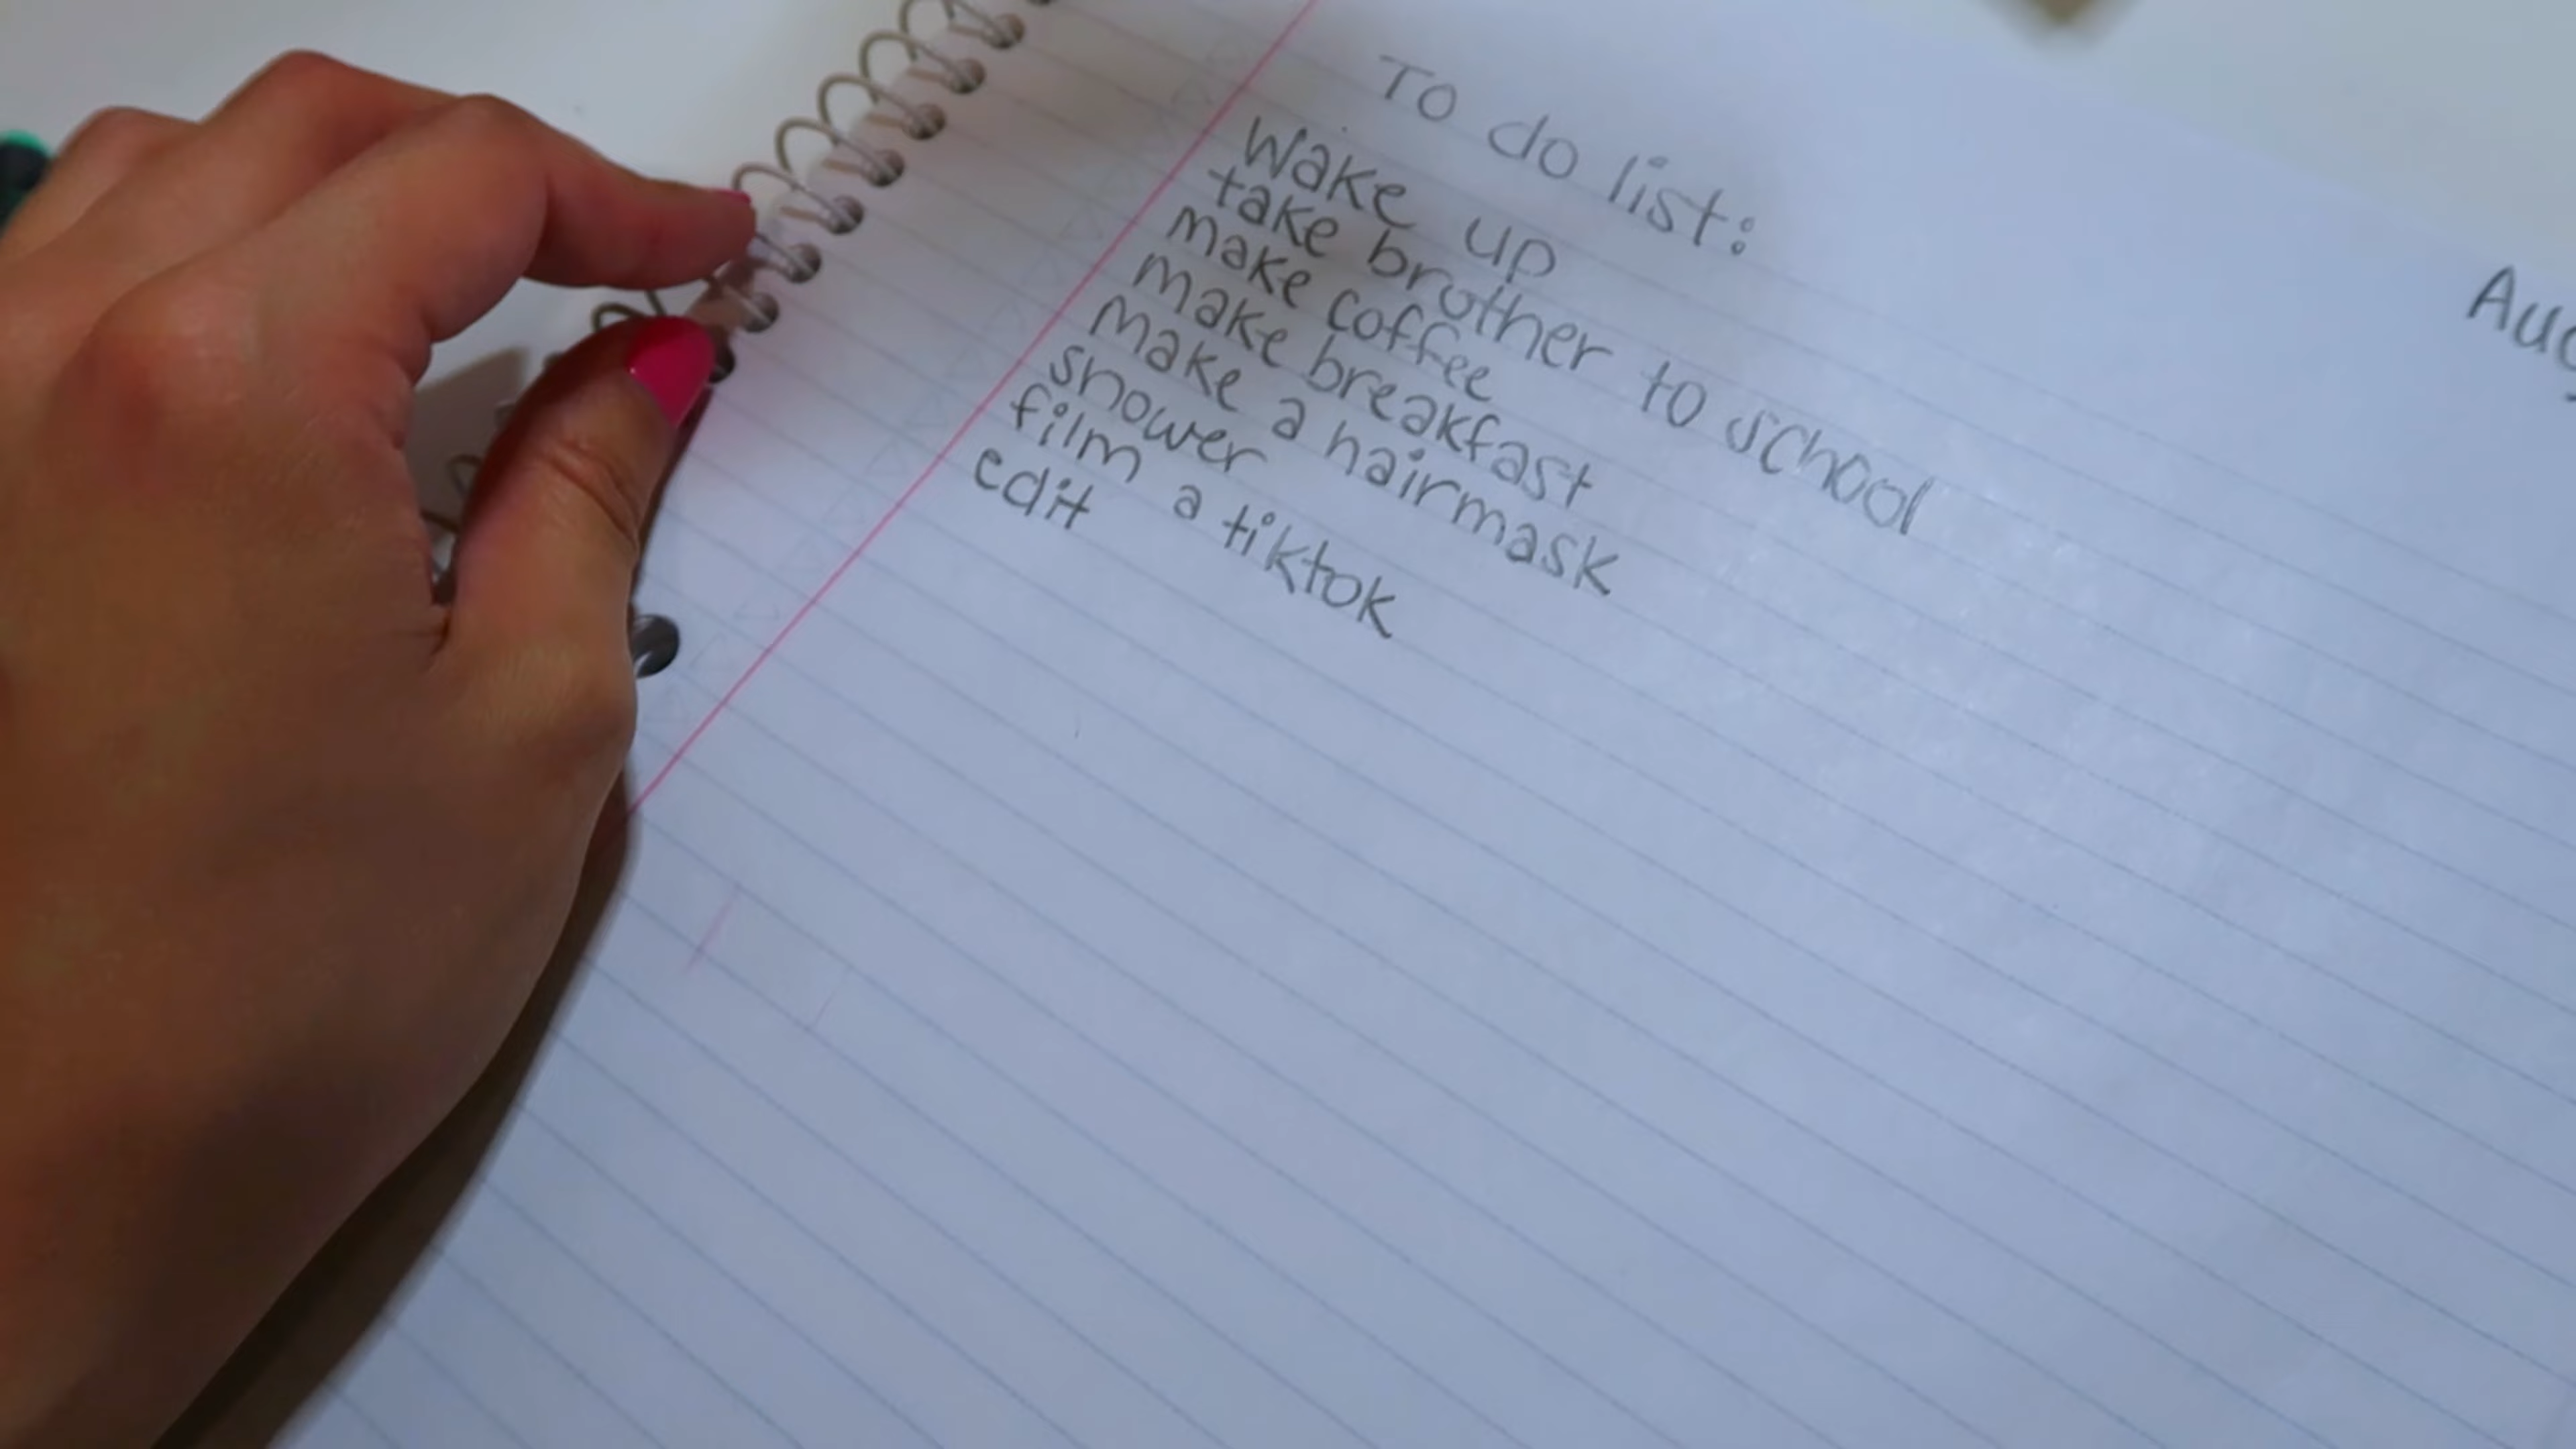 To do list:
Wake up
take brother to school
make coffee
make breakfast
make a hairmask
shower
film a tiktok
edit